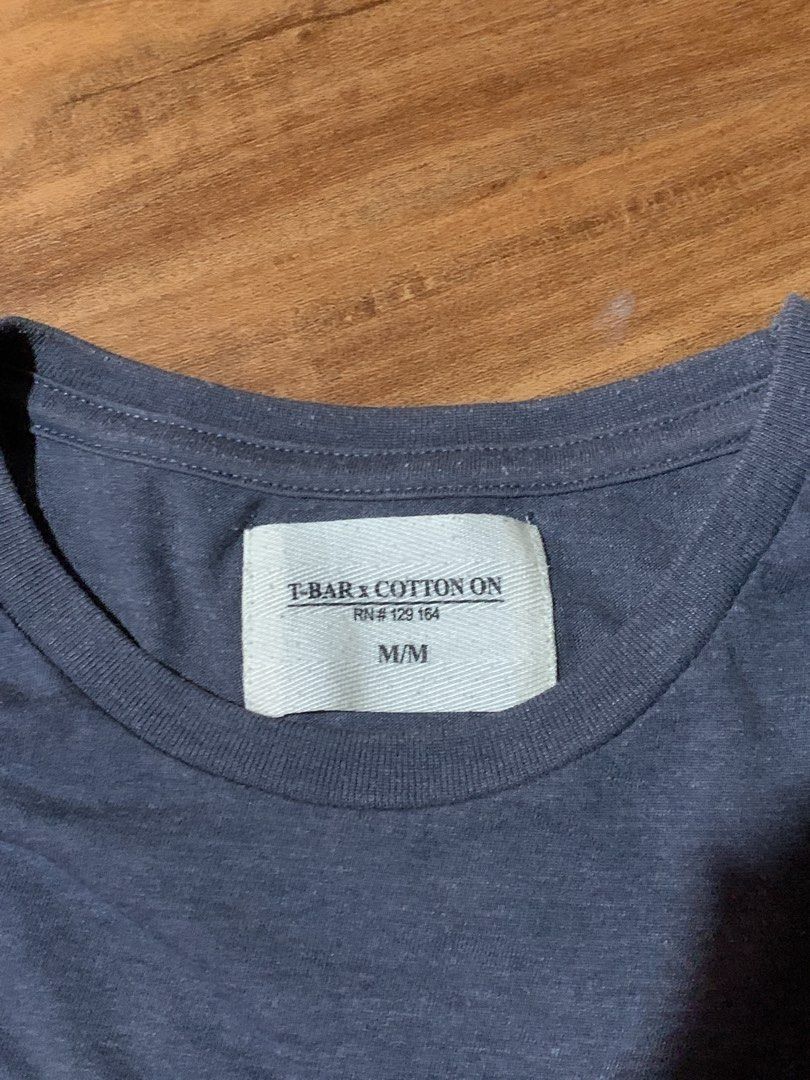 T-BAR x COTTON ON
RN # 129 164
M/M